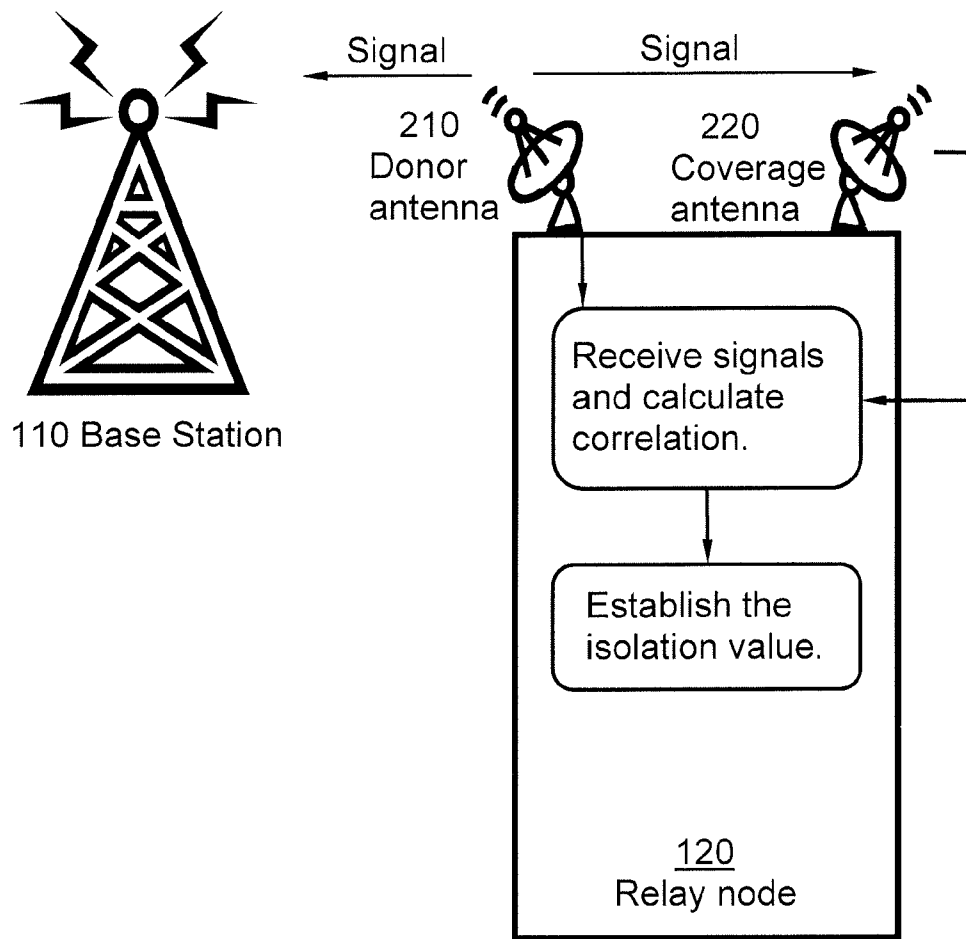 Signal
Signal
210
Donor
antenna
220
Coverage
antenna
110 Base Station
Receive signals
and calculate
correlation.
Establish the
isolation value.
120
Relay node